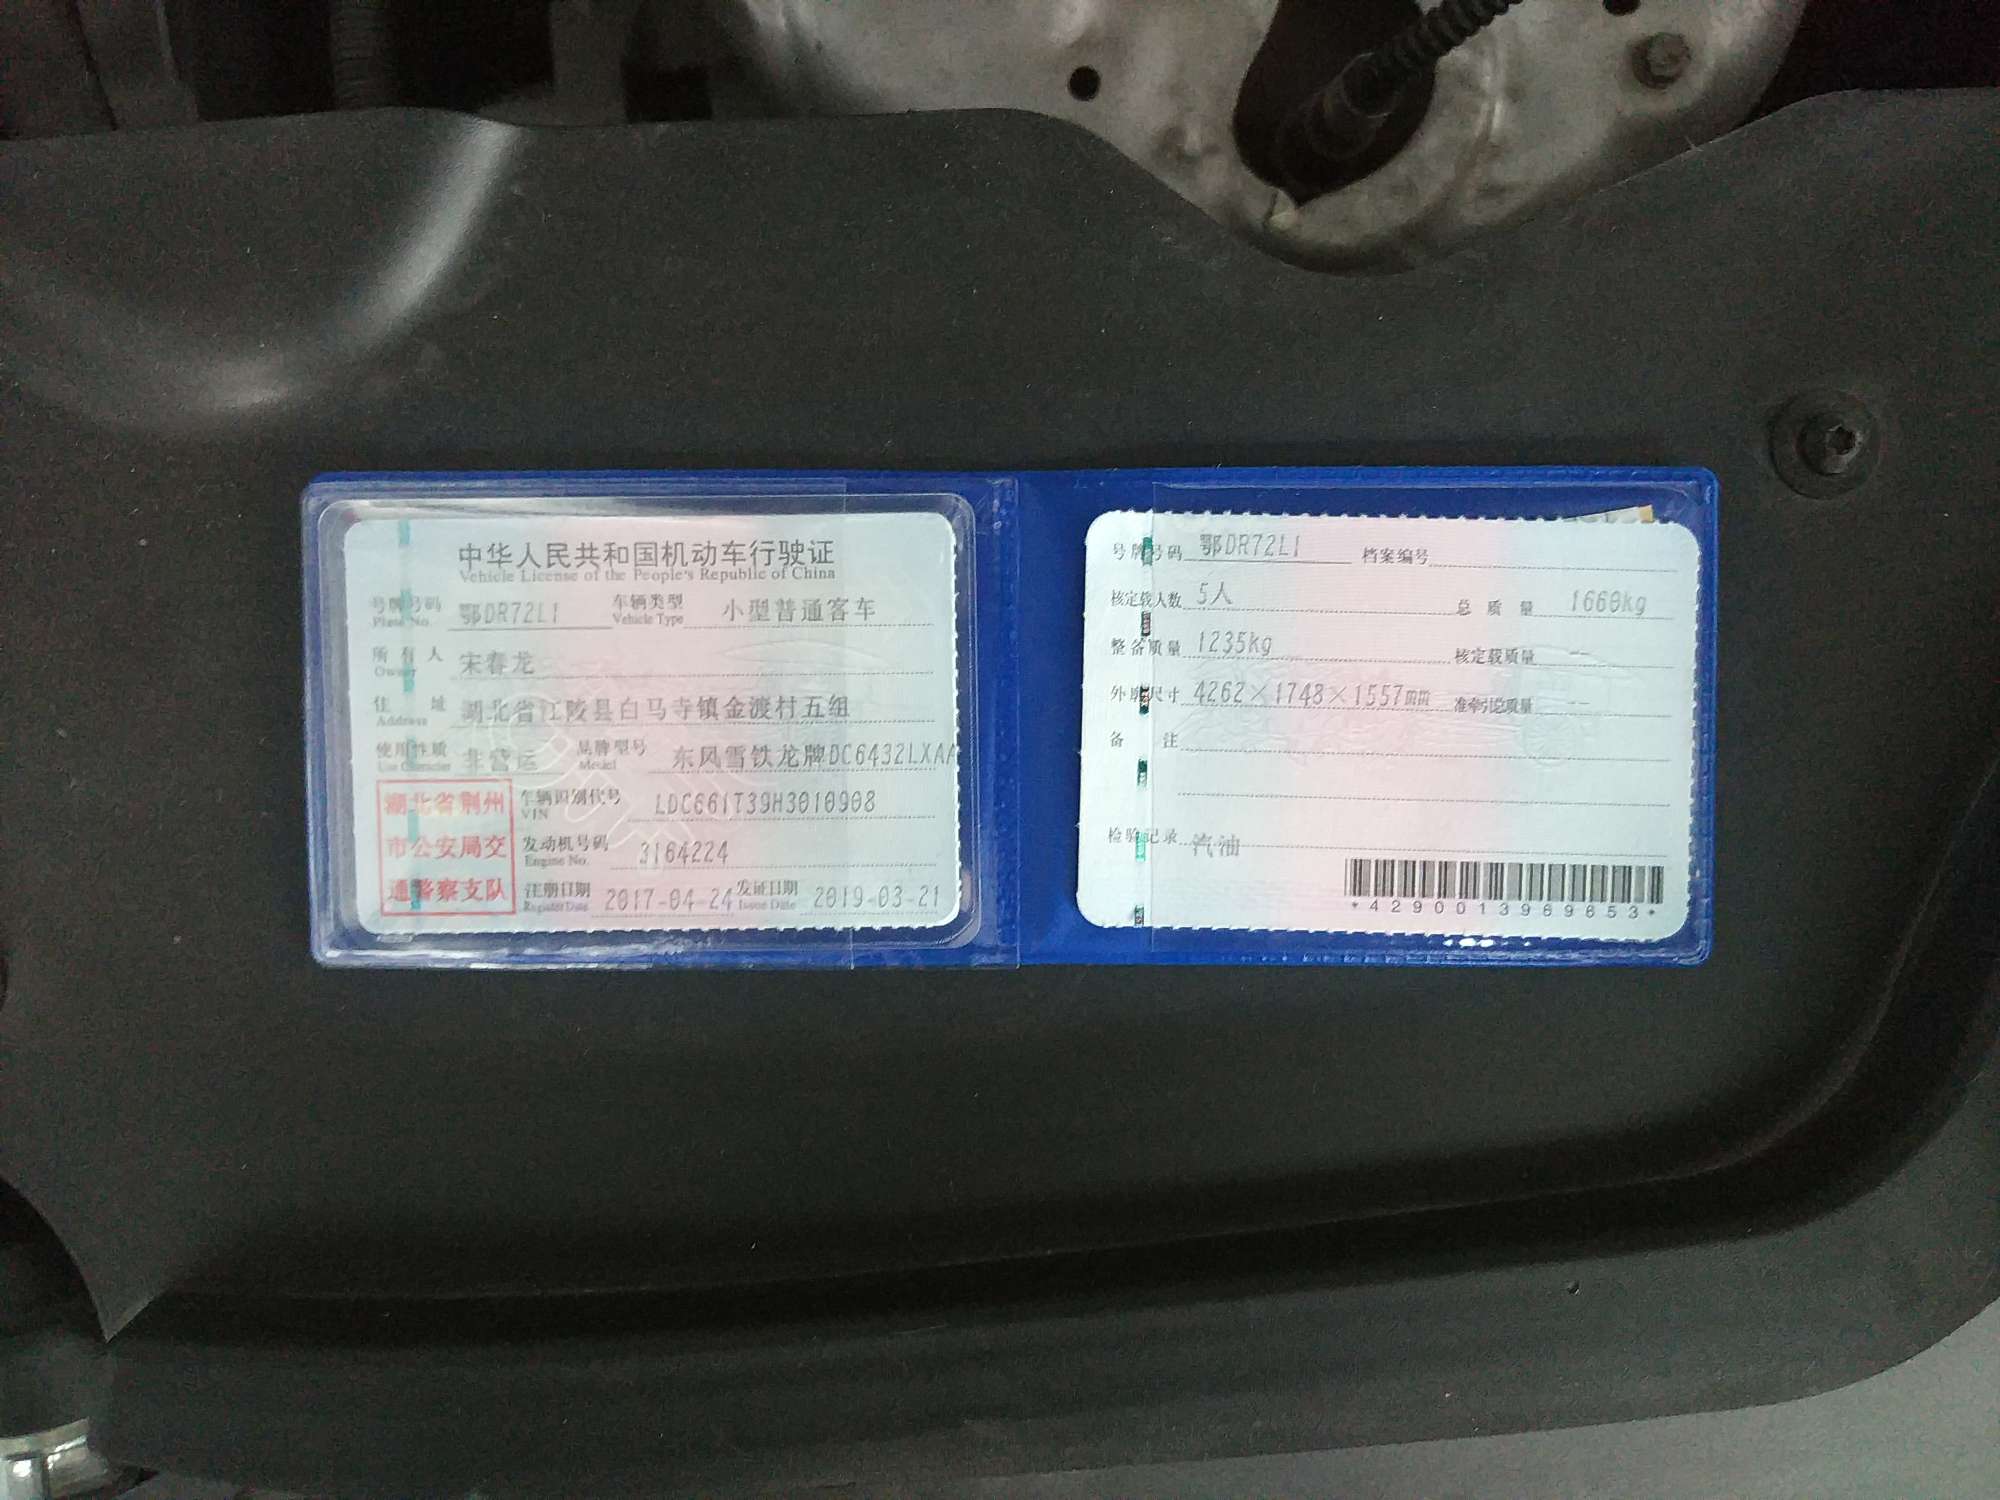 中华人民共和国机动车行驶证
Vehicle License of the People's Republic of China
号牌号码 鄂DR72L1 车辆类型 小型普通客车
Plate No. Vehicle Type
所有人 宋春龙
Owner
住址 湖北省江陵县白马寺镇金渡村五组
Address
使用性质 非营运 品牌型号 东风雪铁龙牌DC6432LXAA
Use Character Model
湖北省荆州
市公安局交
通警察支队
车辆识别代号 LDC661T39H3010908
VIN
发动机号码 3164224
Engine No.
注册日期 2017-04-24 发证日期 2019-03-21
Register Date Issue Date
号牌号码 鄂DR72L1 档案编号
核定载人数 5人 总质量 1660kg
整备质量 1235kg 核定载质量 --
外廓尺寸 4262×1748×1557mm 准牵引总质量 --
备注
检验记录 汽油
*4290013969653*